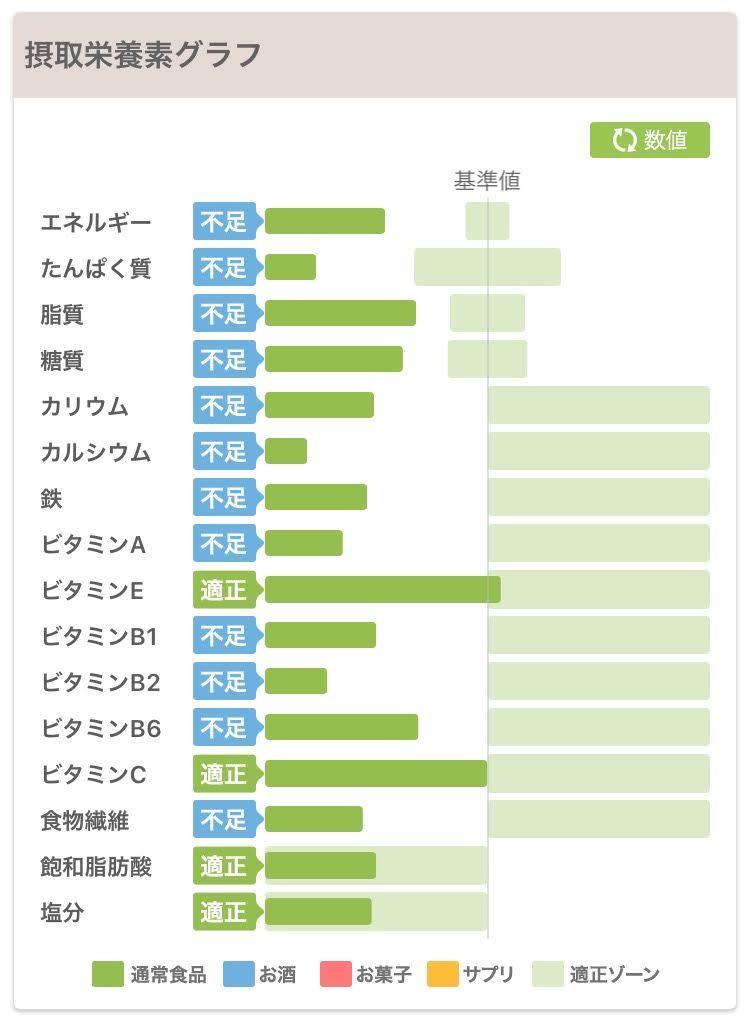 摂取栄養素グラフ
数値
基準値
エネルギー 不足
たんぱく質 不足
脂質 不足
糖質 不足
カリウム 不足
カルシウム 不足
鉄 不足
ビタミンA 不足
ビタミンE 適正
ビタミンB1 不足
ビタミンB2 不足
ビタミンB6 不足
ビタミンC 適正
食物繊維 不足
飽和脂肪酸 適正
塩分 適正
通常食品 お酒 お菓子 サプリ 適正ゾーン